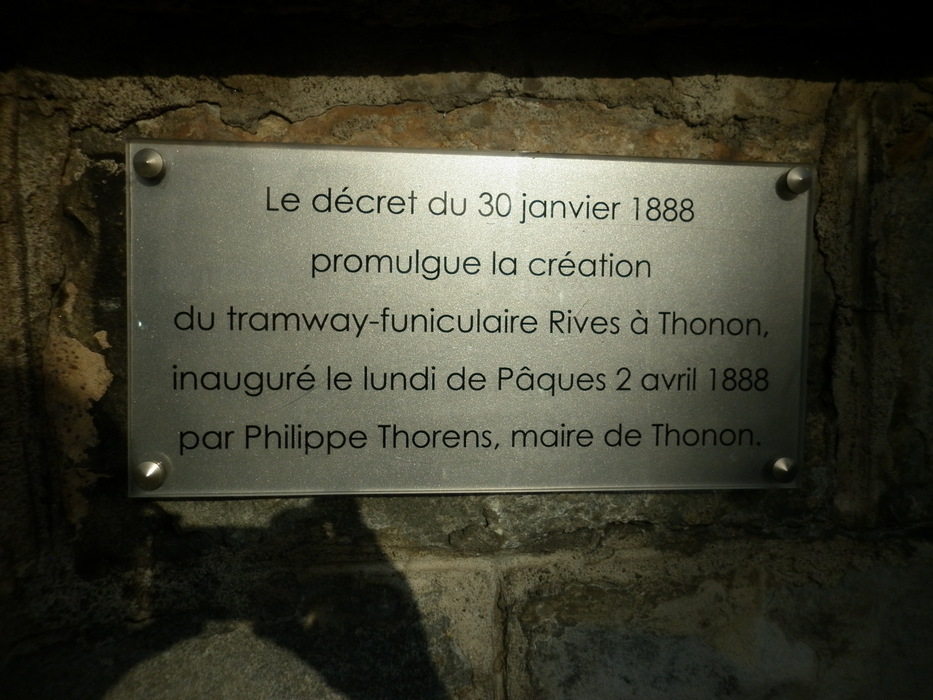 Le décret du 30 janvier 1888
promulgue la création
du tramway-funiculaire Rives à Thonon,
inauguré le lundi de Pâques 2 avril 1888
par Philippe Thorens, maire de Thonon.